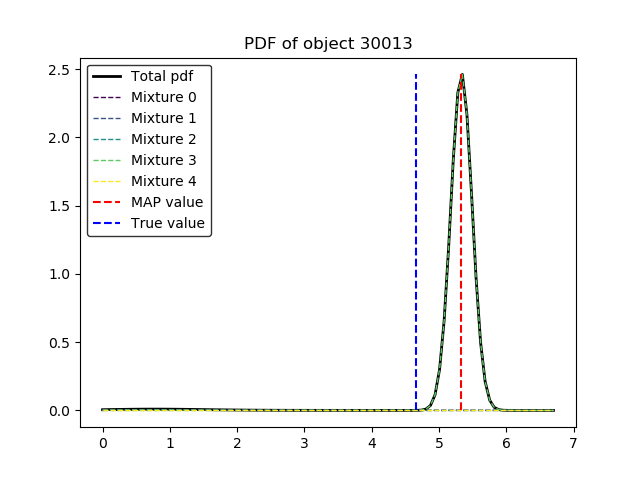 PDF of object 30013
2.5
2.0
1.5
1.0
0.5
0.0
Total pdf
Mixture 0
Mixture 1
Mixture 2
Mixture 3
Mixture 4
MAP value
True value
0 1 2 3 4 5 6 7